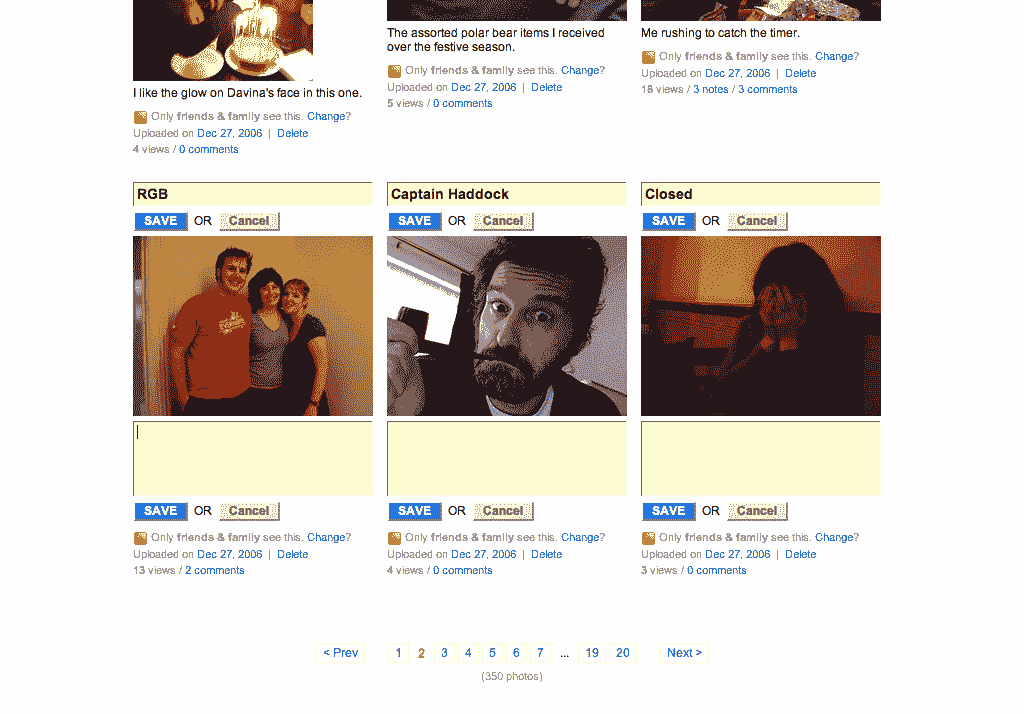 I like the glow on Davina's face in this one.
Only friends & family see this. Change?
Uploaded on Dec 27, 2006 | Delete
4 views / 0 comments
The assorted polar bear items I received
over the festive season.
Only friends & family see this. Change?
Uploaded on Dec 27, 2006 | Delete
5 views / 0 comments
Me rushing to catch the timer.
Only friends & family see this. Change?
Uploaded on Dec 27, 2006 | Delete
18 views / 3 notes / 3 comments
RGB
SAVE OR Cancel
SAVE OR Cancel
Only friends & family see this. Change?
Uploaded on Dec 27, 2006 | Delete
13 views / 2 comments
Captain Haddock
SAVE OR Cancel
SAVE OR Cancel
Only friends & family see this. Change?
Uploaded on Dec 27, 2006 | Delete
4 views / 0 comments
Closed
SAVE OR Cancel
SAVE OR Cancel
Only friends & family see this. Change?
Uploaded on Dec 27, 2006 | Delete
3 views / 0 comments
< Prev 1 2 3 4 5 6 7 ... 19 20 Next >
(350 photos)